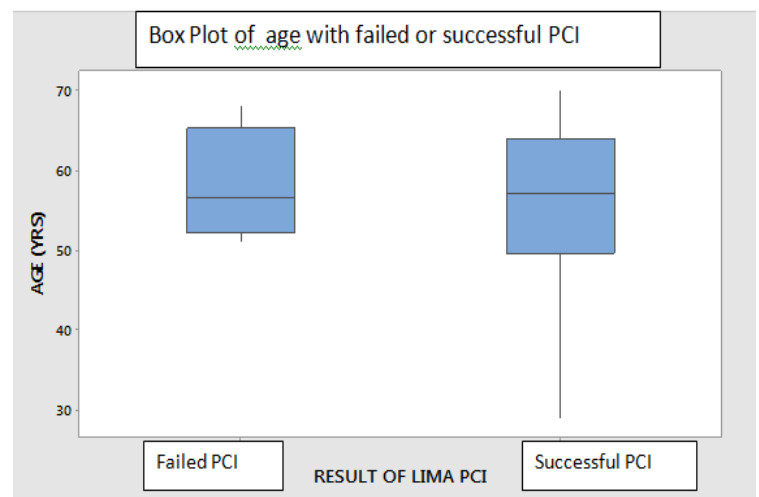 Box Plot of age with failed or successful PCI
70
60
50
40
30
AGE (YRS)
Failed PCI
Successful PCI
RESULT OF LIMA PCI